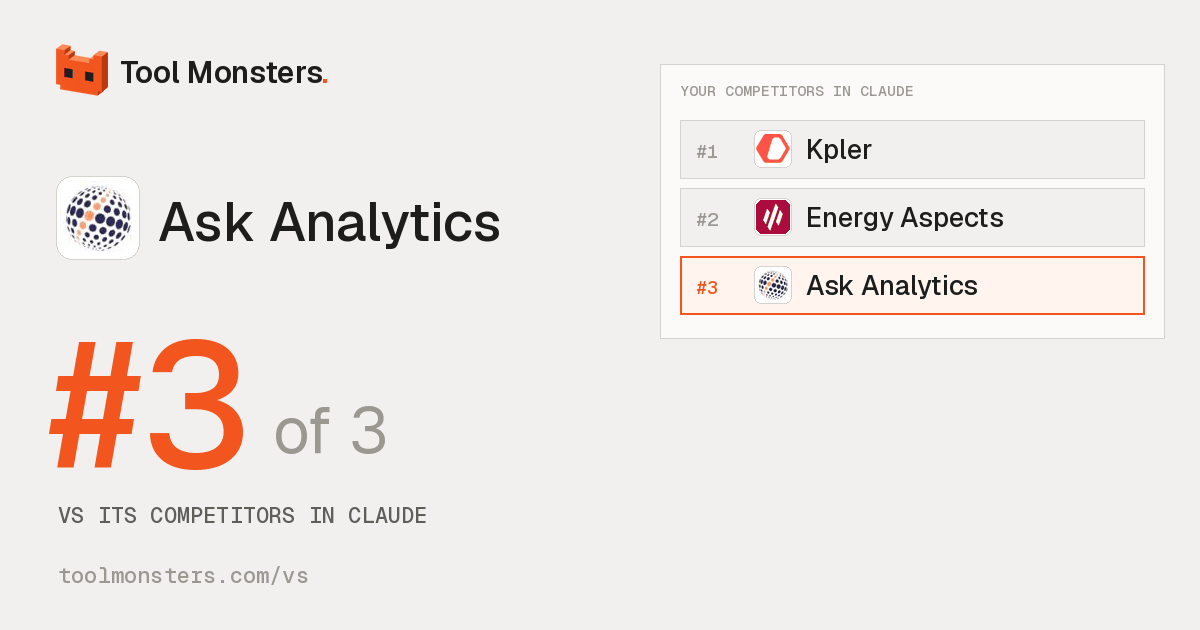 Tool Monsters.
Ask Analytics
#3 of 3
VS ITS COMPETITORS IN CLAUDE
toolmonsters.com/vs
YOUR COMPETITORS IN CLAUDE
#1 Kpler
#2 Energy Aspects
#3 Ask Analytics